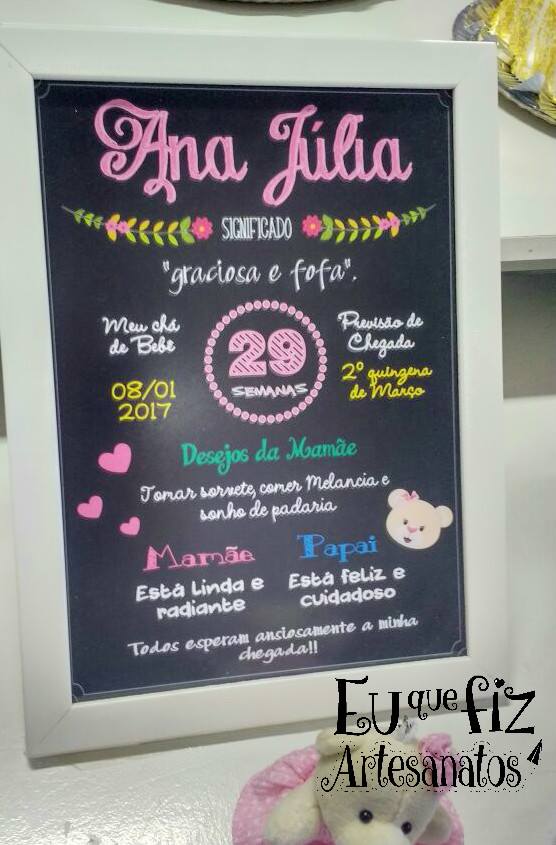 Ana Júlia
SIGNIFICADO
"graciosa e fofa".
Meu chá
de Bebê
08/01
2017
29
SEMANAS
Previsão de
Chegada
2º quinzena
de Março
Desejos da Mamãe
Tomar sorvete, comer Melancia e
sonho de padaria
Mamãe
Está linda e
radiante
Papai
Está feliz e
cuidadoso
Todos esperam ansiosamente a minha
chegada!!
Eu que fiz
Artesanatos